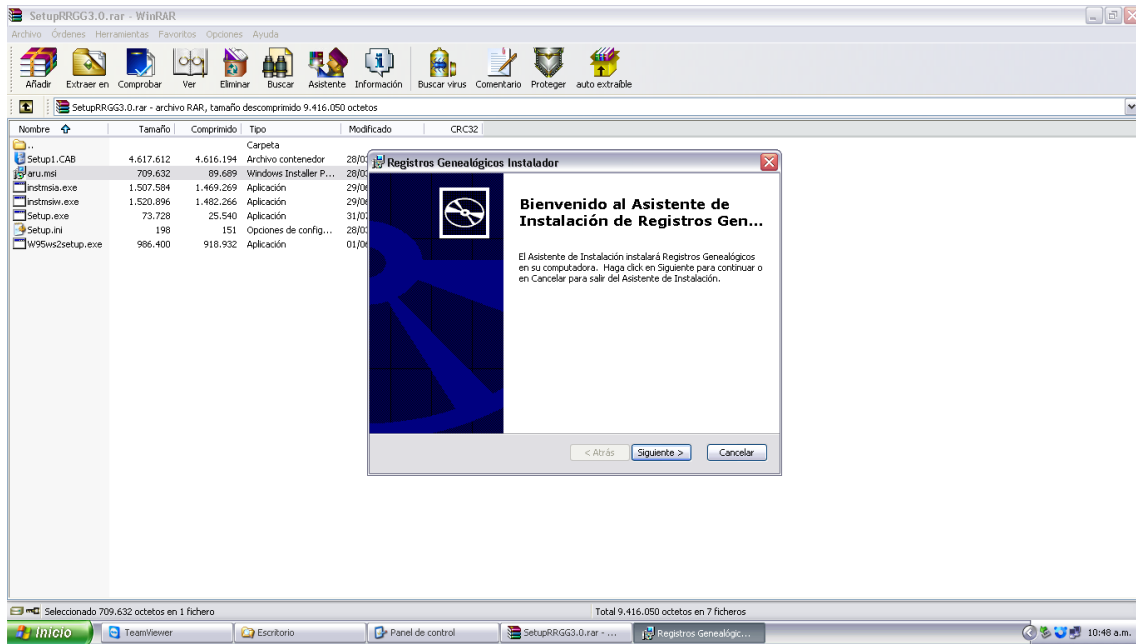 SetupRRGG3.0.rar - WinRAR
Archivo Órdenes Herramientas Favoritos Opciones Ayuda
Añadir Extraer en Comprobar Ver Eliminar Buscar Asistente Información Buscar virus Comentario Proteger auto extraíble
SetupRRGG3.0.rar - archivo RAR, tamaño descomprimido 9.416.050 octetos
Nombre Tamaño Comprimido Tipo Modificado CRC32
.. Carpeta
Setup1.CAB 4.617.612 4.616.194 Archivo contenedor
aru.msi 709.632 89.689 Windows Installer P...
instmsia.exe 1.507.584 1.469.269 Aplicación
instmsiw.exe 1.520.896 1.482.266 Aplicación
Setup.exe 73.728 25.540 Aplicación
Setup.ini 198 151 Opciones de config...
W95ws2setup.exe 986.400 918.932 Aplicación
Registros Genealógicos Instalador
Bienvenido al Asistente de
Instalación de Registros Gen...
El Asistente de Instalación instalará Registros Genealógicos
en su computadora. Haga click en Siguiente para continuar o
en Cancelar para salir del Asistente de Instalación.
< Atrás Siguiente > Cancelar
Seleccionado 709.632 octetos en 1 fichero Total 9.416.050 octetos en 7 ficheros
Inicio TeamViewer Escritorio Panel de control SetupRRGG3.0.rar - ... Registros Genealógic... 10:48 a.m.